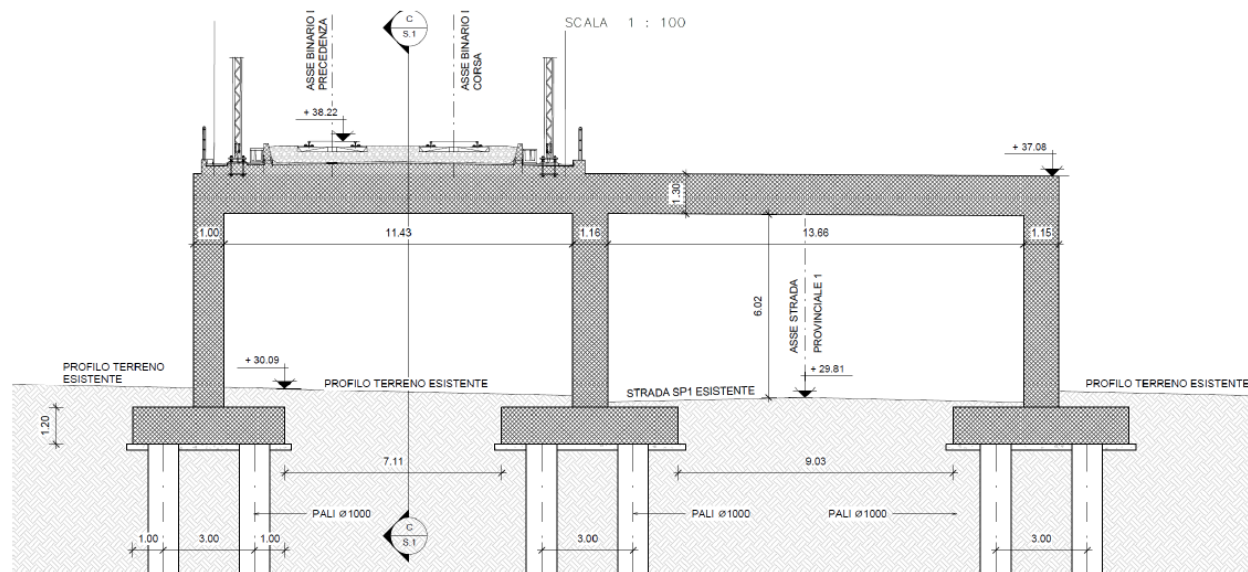 SCALA 1 : 100
ASSE BINARIO I
PRECEDENZA
C
S.1
ASSE BINARIO I
CORSA
+ 38.22
+ 37.08
1.30
1.00
11.43
1.16
13.66
1.15
6.02
ASSE STRADA
PROVINCIALE 1
PROFILO TERRENO
ESISTENTE
+ 30.09
PROFILO TERRENO ESISTENTE
STRADA SP1 ESISTENTE
+ 29.81
PROFILO TERRENO ESISTENTE
1.20
7.11
9.03
PALI Ø1000
PALI Ø1000
PALI Ø1000
C
S.1
1.00
3.00
1.00
3.00
3.00